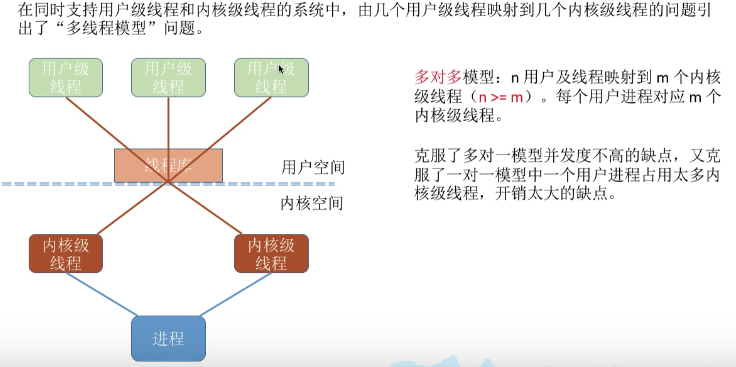 在同时支持用户级线程和内核级线程的系统中，由几个用户级线程映射到几个内核级线程的问题引
出了“多线程模型”问题。
用户级
线程
用户级
线程
用户级
线程
多对多模型：n 用户及线程映射到 m 个内核
级线程（n >= m）。每个用户进程对应 m 个
内核级线程。
线程库
用户空间
克服了多对一模型并发度不高的缺点，又克
服了一对一模型中一个用户进程占用太多内
核级线程，开销太大的缺点。
内核空间
内核级
线程
内核级
线程
进程